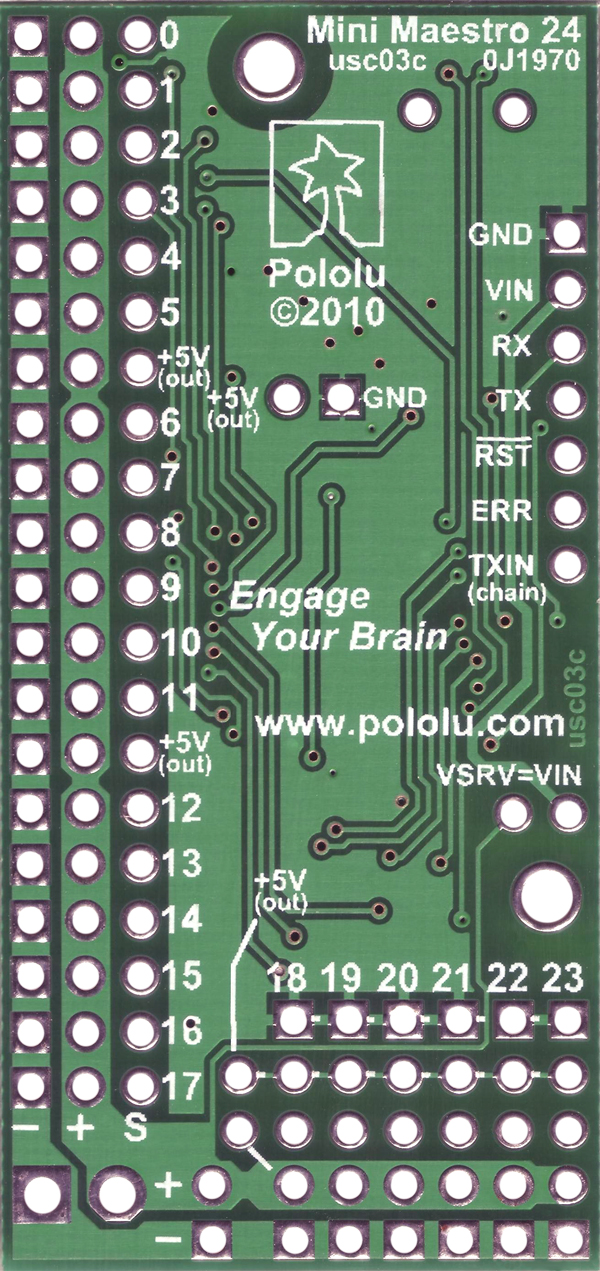 Mini Maestro 24
usc03c 0J1970
0
1
2
3
4
5
+5V
(out)
6
7
8
9
10
11
+5V
(out)
12
13
14
15
16
17
- + S
Pololu
©2010
+5V
(out)
GND
GND
VIN
RX
TX
RST
ERR
TXIN
(chain)
Engage
Your Brain
usc03c
www.pololu.com
VSRV=VIN
+5V
(out)
18 19 20 21 22 23
+
-